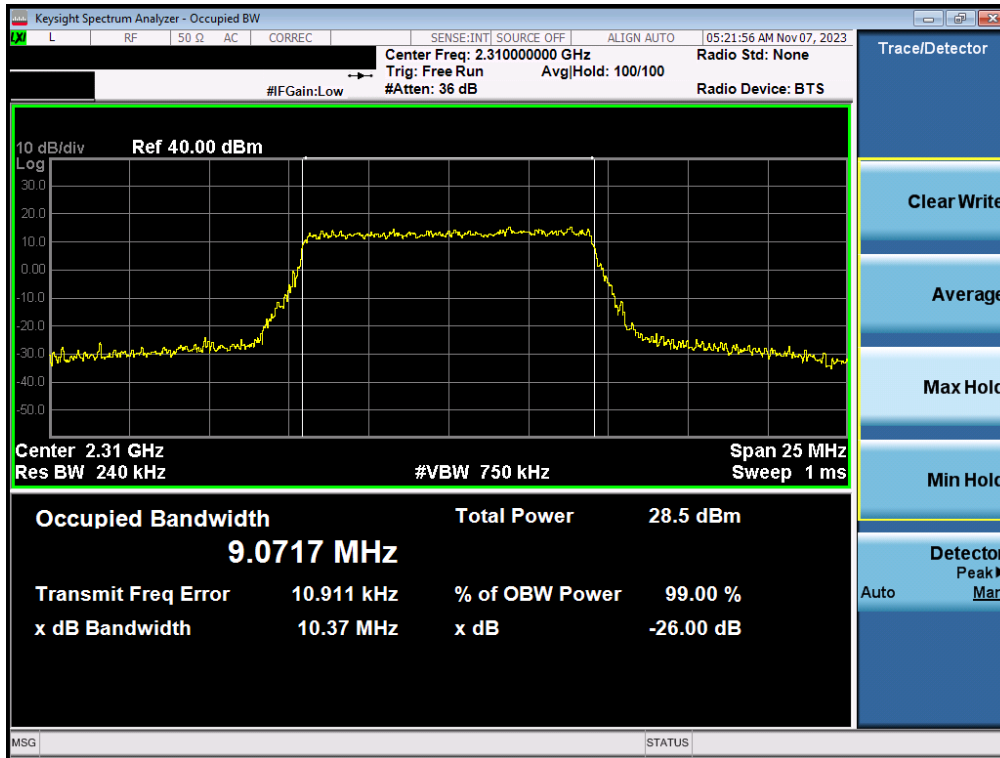 Keysight Spectrum Analyzer - Occupied BW
LXI L RF 50 Ω AC CORREC SENSE:INT SOURCE OFF ALIGN AUTO 05:21:56 AM Nov 07, 2023
Center Freq: 2.310000000 GHz Radio Std: None
Trig: Free Run Avg|Hold: 100/100
#IFGain:Low #Atten: 36 dB Radio Device: BTS
10 dB/div Ref 40.00 dBm
Log
30.0
20.0
10.0
0.00
-10.0
-20.0
-30.0
-40.0
-50.0
Center 2.31 GHz Span 25 MHz
Res BW 240 kHz #VBW 750 kHz Sweep 1 ms
Occupied Bandwidth Total Power 28.5 dBm
9.0717 MHz
Transmit Freq Error 10.911 kHz % of OBW Power 99.00 %
x dB Bandwidth 10.37 MHz x dB -26.00 dB
MSG STATUS
Trace/Detector
Clear Write
Average
Max Hold
Min Hold
Detector
Peak
Auto Man